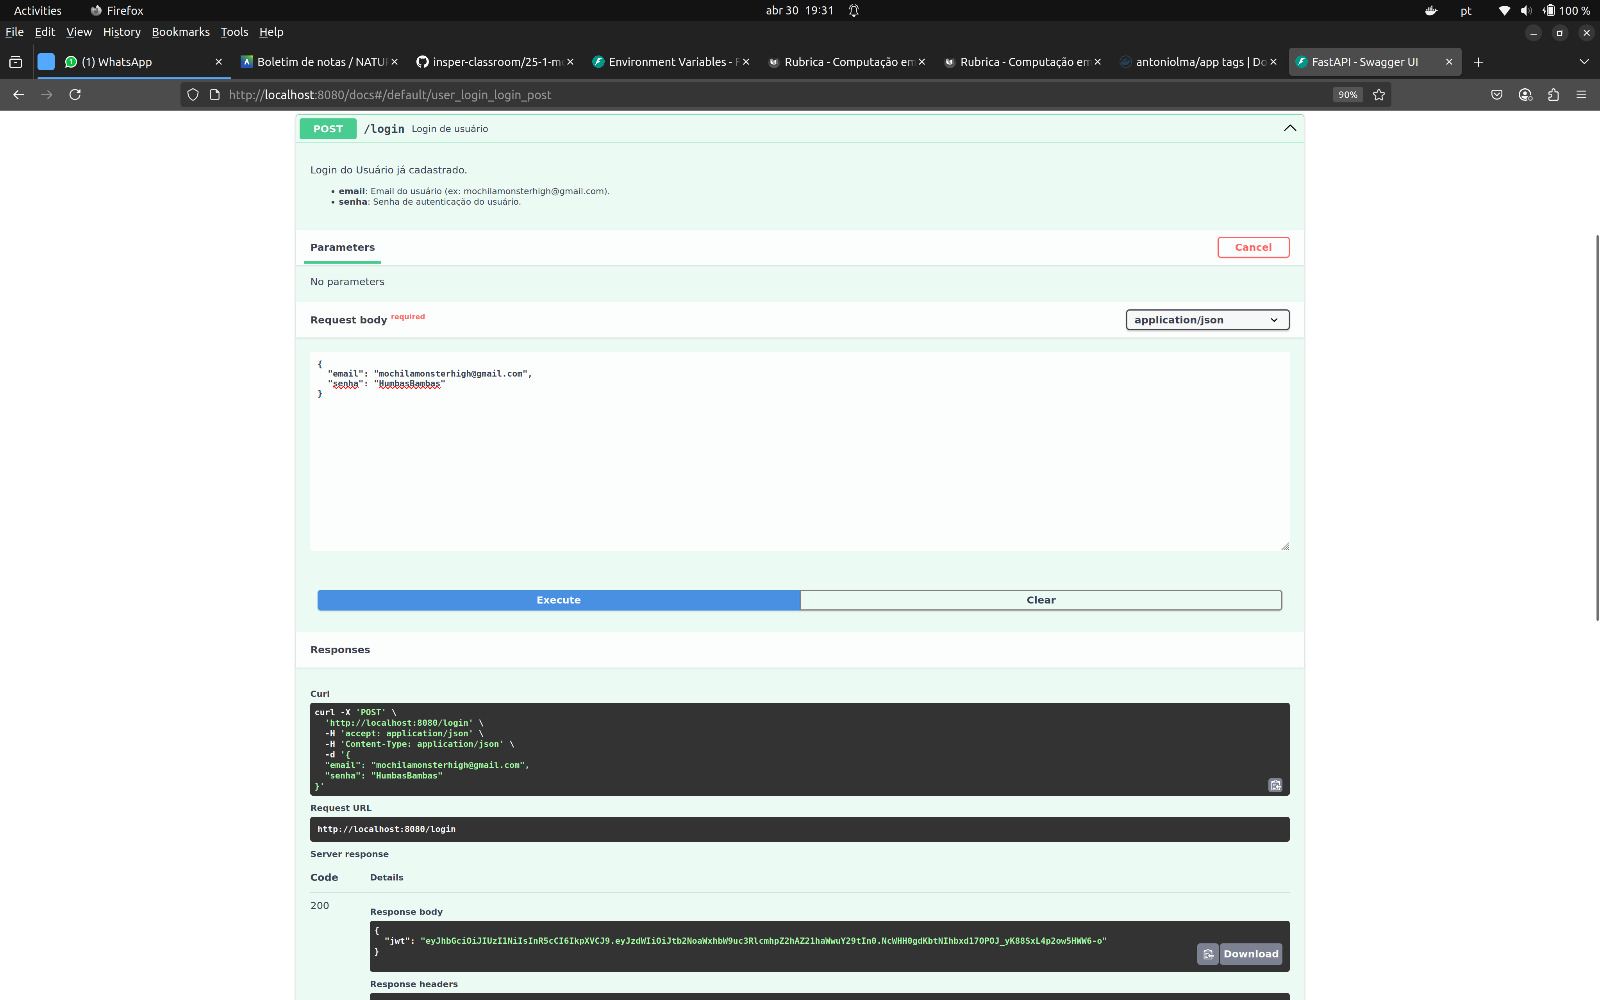 Activities Firefox abr 30 19:31 pt 100 %
File Edit View History Bookmarks Tools Help
(1) WhatsApp Boletim de notas / NATUR insper-classroom/25-1-me Environment Variables - F Rubrica - Computação em Rubrica - Computação em antoniolma/app tags | Do FastAPI - Swagger UI
http://localhost:8080/docs#/default/user_login_login_post 90%
POST /login Login de usuário
Login do Usuário já cadastrado.
• email: Email do usuário (ex: mochilamonsterhigh@gmail.com).
• senha: Senha de autenticação do usuário.
Parameters Cancel
No parameters
Request body required application/json
{
"email": "mochilamonsterhigh@gmail.com",
"senha": "HumbasBambas"
}
Execute Clear
Responses
Curl
curl -X 'POST' \
'http://localhost:8080/login' \
-H 'accept: application/json' \
-H 'Content-Type: application/json' \
-d '{
"email": "mochilamonsterhigh@gmail.com",
"senha": "HumbasBambas"
}'
Request URL
http://localhost:8080/login
Server response
Code Details
200
Response body
{
"jwt": "eyJhbGciOiJIUzI1NiIsInR5cCI6IkpXVCJ9.eyJzdWIiOiJtb2NoaWxhbW9uc3RlcmhpZ2hAZ21haWwuY29tIn0.NcWHH0gdKbtNIhbxd17OPOJ_yK88SxL4p2ow5HWW6-o"
}
Download
Response headers